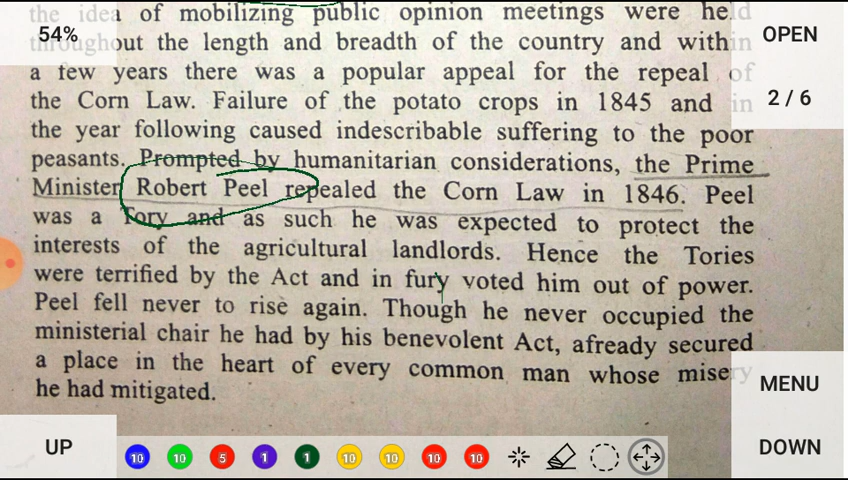 the idea of mobilizing public opinion meetings were held
54%
OPEN
throughout the length and breadth of the country and within
a few years there was a popular appeal for the repeal of
2 / 6
the Corn Law. Failure of the potato crops in 1845 and in
the year following caused indescribable suffering to the poor
peasants. Prompted by humanitarian considerations, the Prime
Minister Robert Peel repealed the Corn Law in 1846. Peel
was a Tory and as such he was expected to protect the
interests of the agricultural landlords. Hence the Tories
were terrified by the Act and in fury voted him out of power.
Peel fell never to rise again. Though he never occupied the
ministerial chair he had by his benevolent Act, afready secured
a place in the heart of every common man whose misery
MENU
he had mitigated.
UP
10 10 5 1 1 10 10 10 10
DOWN